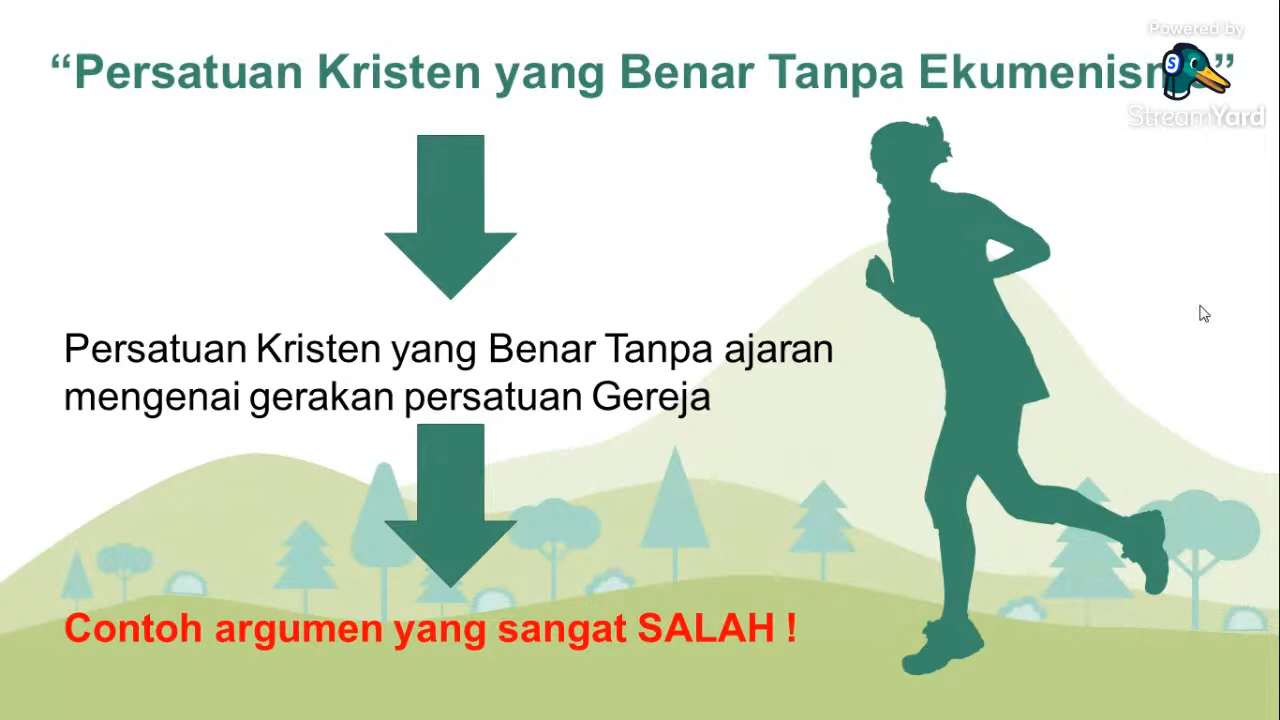 Powered by
“Persatuan Kristen yang Benar Tanpa Ekumenisme”
S
StreamYard
Persatuan Kristen yang Benar Tanpa ajaran
mengenai gerakan persatuan Gereja
Contoh argumen yang sangat SALAH !